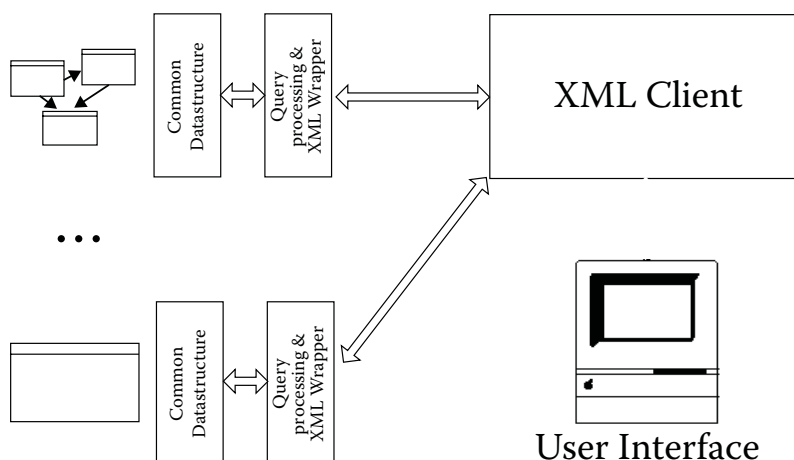 Common
Datastructure
Query
processing &
XML Wrapper
XML Client
• • •
Common
Datastructure
Query
processing &
XML Wrapper
User Interface